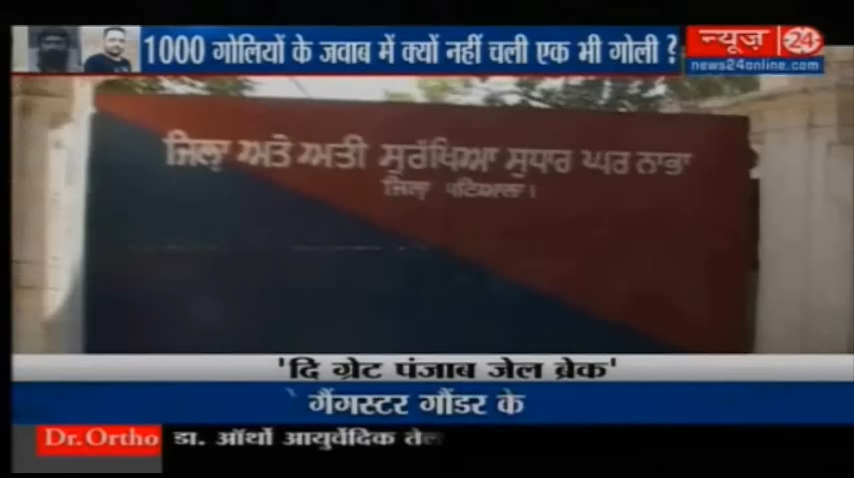 1000 गोलियों के जवाब में क्यों नहीं चली एक भी गोली ?
न्यूज़ 24
news24online.com
ਜਿਲ੍ਹਾ ਅਤੇ ਅਤੀ ਸੁਰੱਖਿਆ ਸੁਧਾਰ ਘਰ ਨਾਭਾ
ਜਿਲ੍ਹਾ ਪਟਿਆਲਾ।
'दि ग्रेट पंजाब जेल ब्रेक'
गैंगस्टर गौंडर के
Dr. Ortho डा. ऑर्थो आयुर्वेदिक तेल